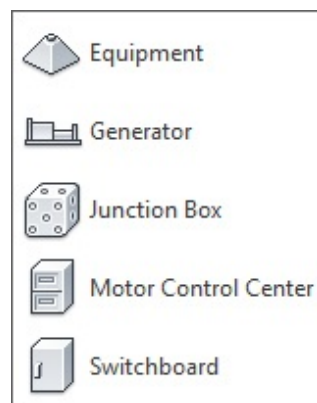 Equipment
Generator
Junction Box
Motor Control Center
Switchboard